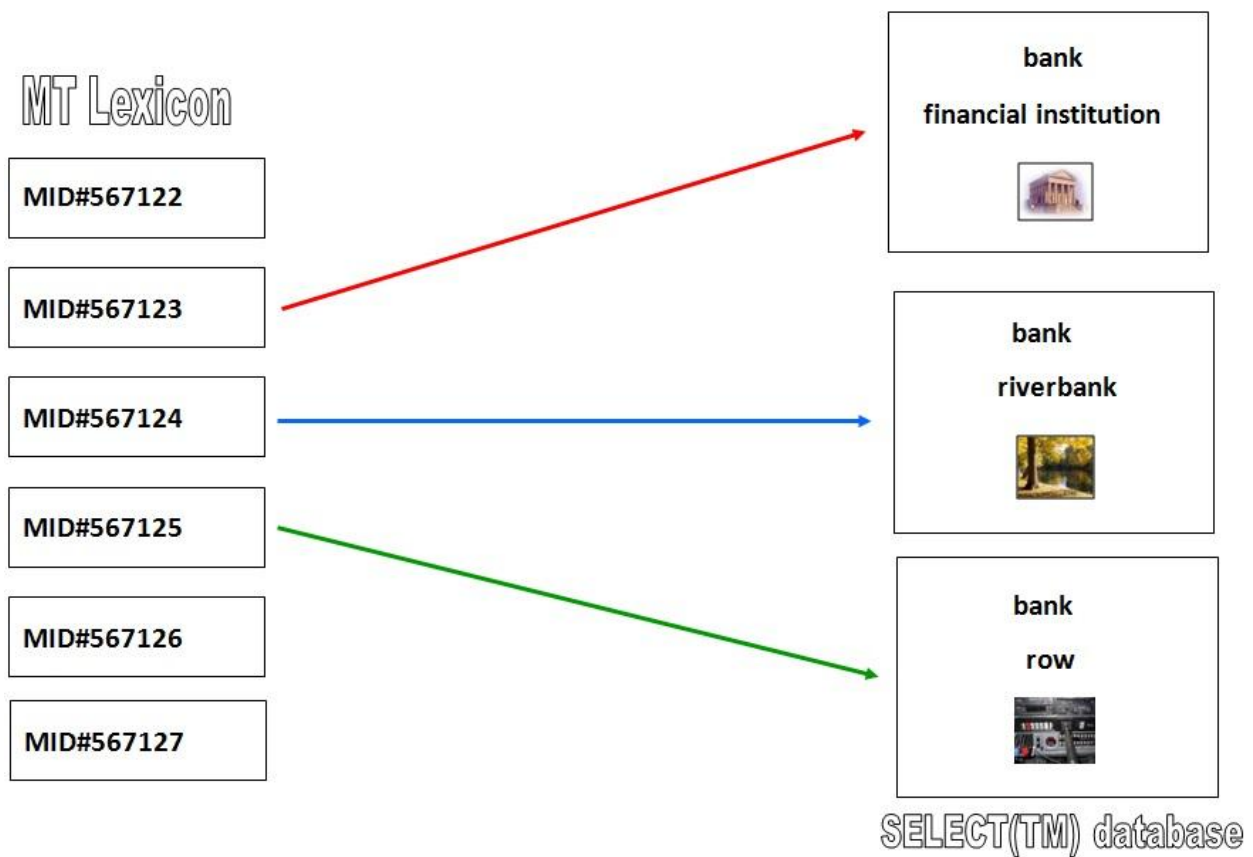 MT Lexicon
MID#567122
MID#567123
MID#567124
MID#567125
MID#567126
MID#567127
bank
financial institution
bank
riverbank
bank
row
SELECT(TM) database